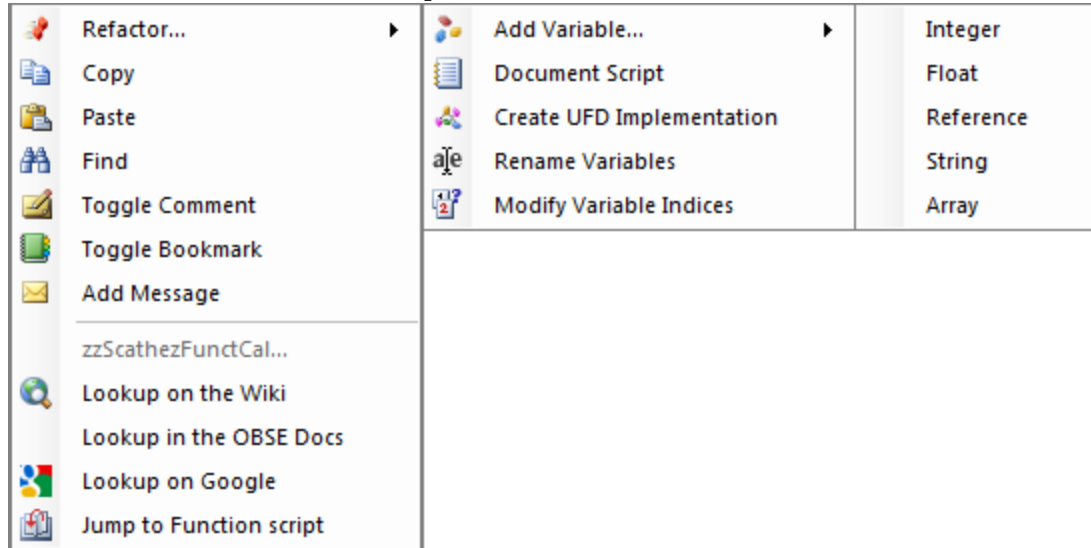 Refactor...
Copy
Paste
Find
Toggle Comment
Toggle Bookmark
Add Message
zzScathezFunctCal...
Lookup on the Wiki
Lookup in the OBSE Docs
Lookup on Google
Jump to Function script
Add Variable...
Document Script
Create UFD Implementation
Rename Variables
Modify Variable Indices
Integer
Float
Reference
String
Array